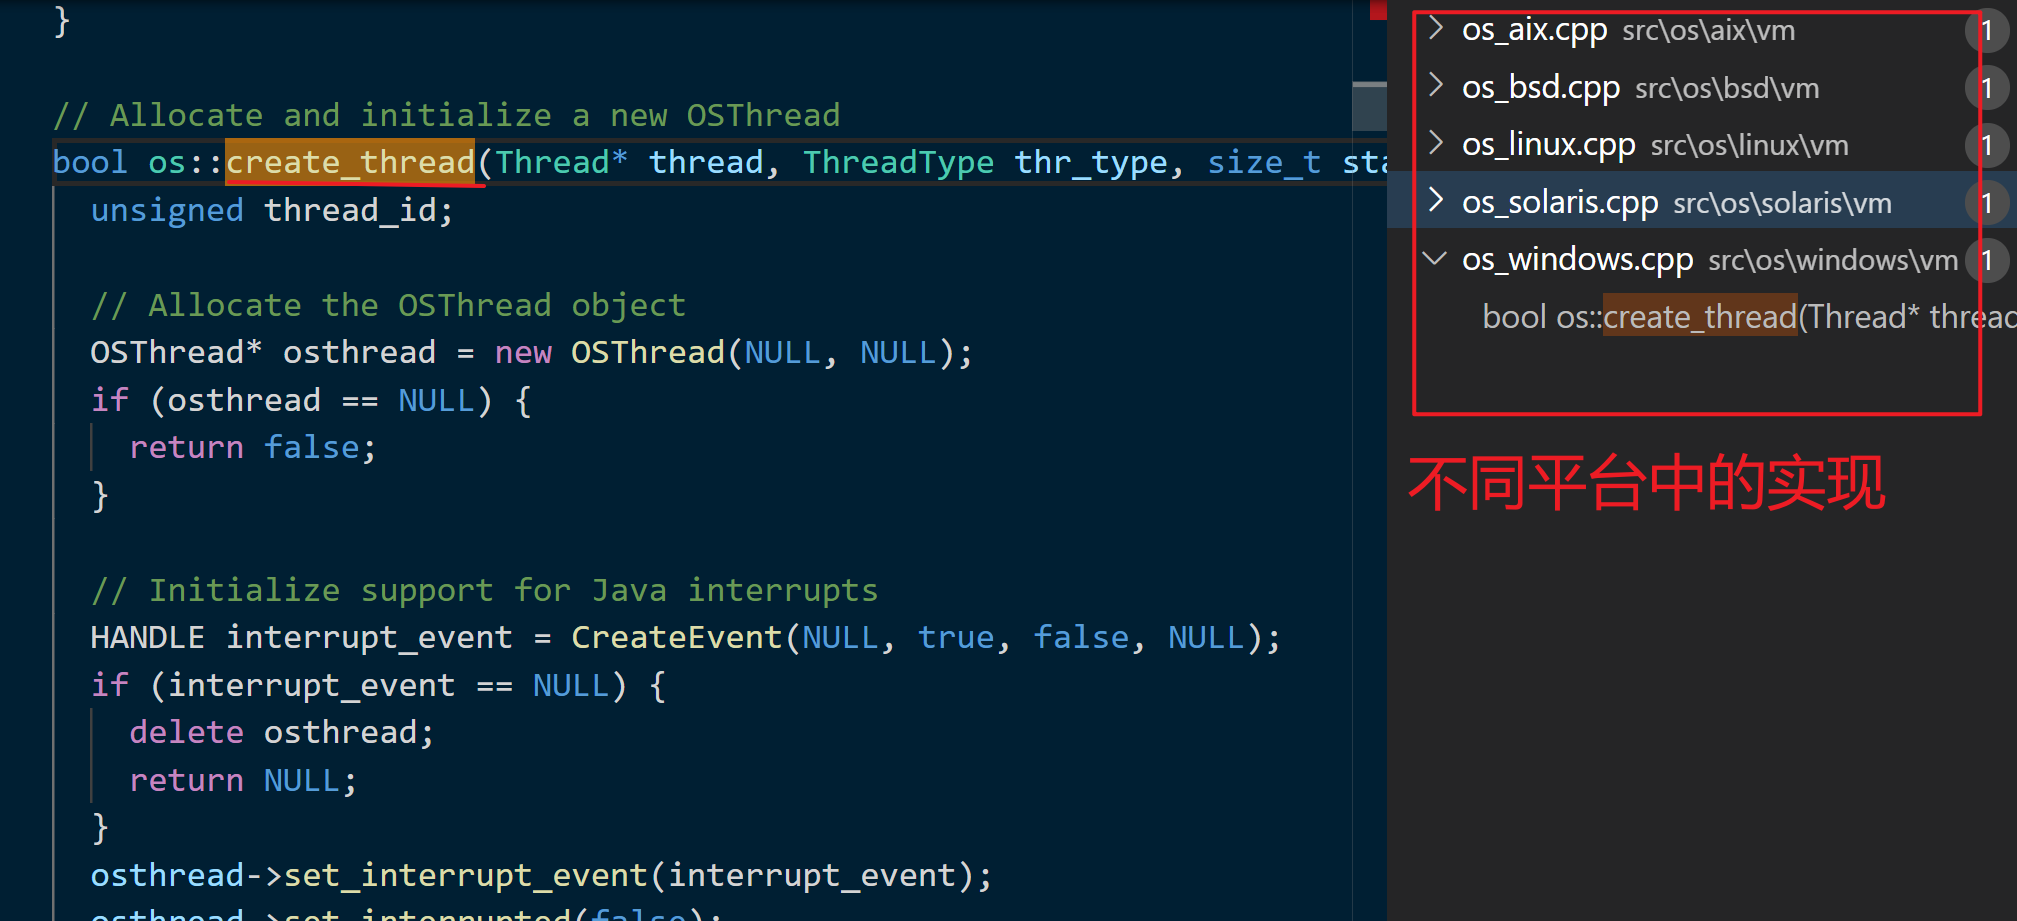 }
// Allocate and initialize a new OSThread
bool os::create_thread(Thread* thread, ThreadType thr_type, size_t sta
unsigned thread_id;
// Allocate the OSThread object
OSThread* osthread = new OSThread(NULL, NULL);
if (osthread == NULL) {
return false;
}
// Initialize support for Java interrupts
HANDLE interrupt_event = CreateEvent(NULL, true, false, NULL);
if (interrupt_event == NULL) {
delete osthread;
return NULL;
}
osthread->set_interrupt_event(interrupt_event);
osthread->set_interrupted(false);
os_aix.cpp src\os\aix\vm 1
os_bsd.cpp src\os\bsd\vm 1
os_linux.cpp src\os\linux\vm 1
os_solaris.cpp src\os\solaris\vm 1
os_windows.cpp src\os\windows\vm 1
bool os::create_thread(Thread* thread
不同平台中的实现